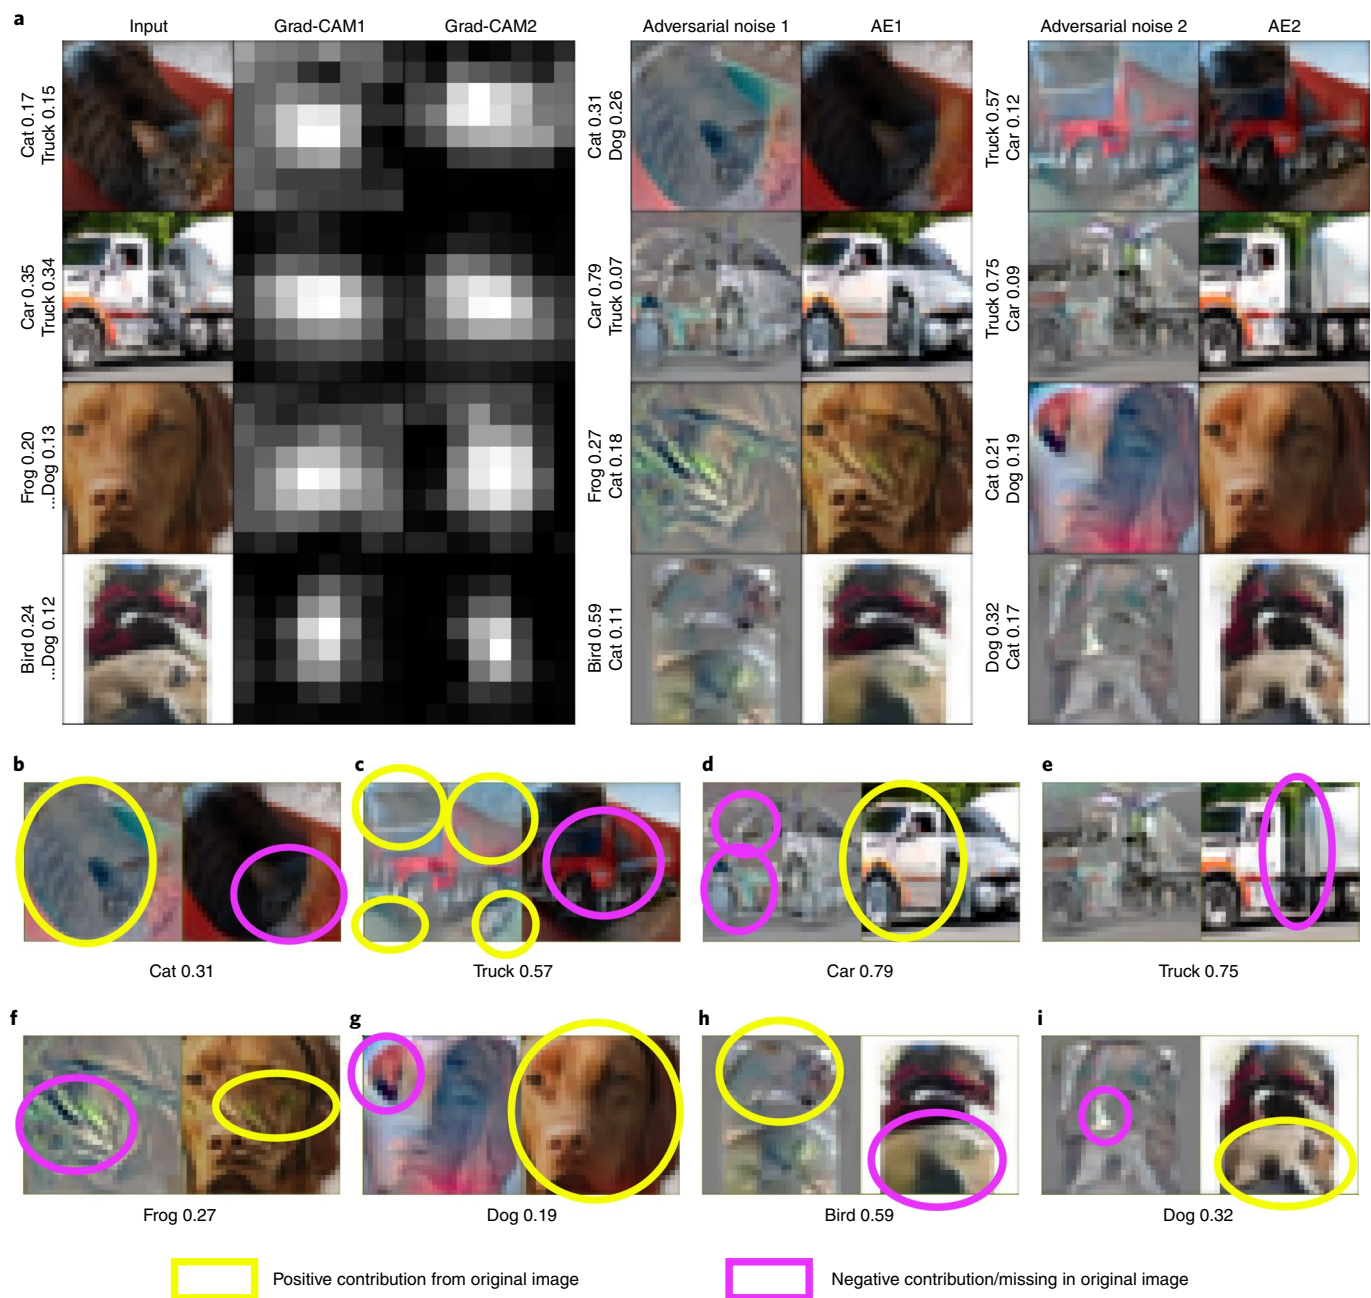 a
Input
Grad-CAM1
Grad-CAM2
Adversarial noise 1
AE1
Adversarial noise 2
AE2
Cat 0.17
Truck 0.15
Cat 0.31
Dog 0.26
Truck 0.57
Car 0.12
Car 0.35
Truck 0.34
Car 0.79
Truck 0.07
Truck 0.75
Car 0.09
Frog 0.20
...Dog 0.13
Frog 0.27
Cat 0.18
Cat 0.21
Dog 0.19
Bird 0.24
...Dog 0.12
Bird 0.59
Cat 0.11
Dog 0.32
Cat 0.17
b
c
d
e
Cat 0.31
Truck 0.57
Car 0.79
Truck 0.75
f
g
h
i
Frog 0.27
Dog 0.19
Bird 0.59
Dog 0.32
Positive contribution from original image
Negative contribution/missing in original image